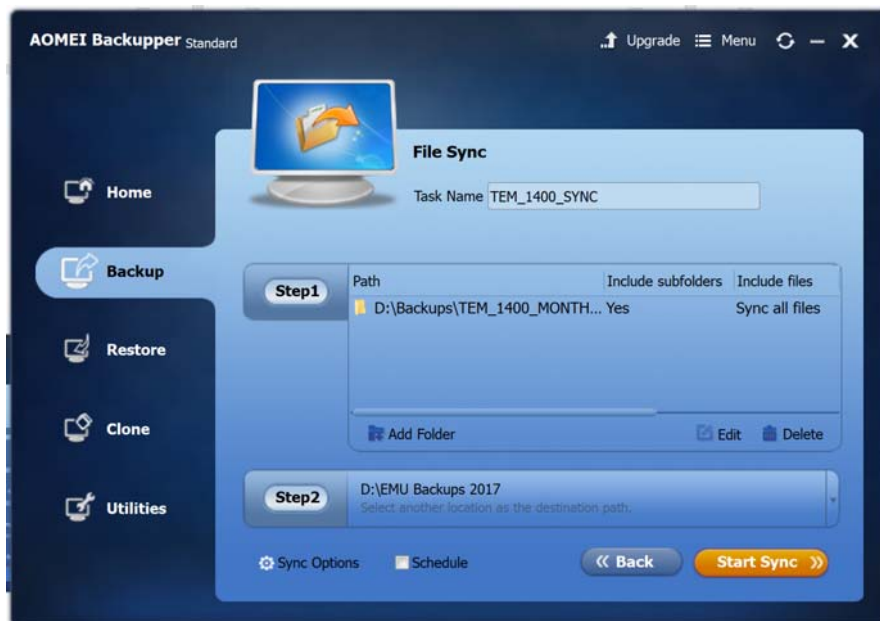 AOMEI Backupper Standard
Upgrade Menu
File Sync
Task Name TEM_1400_SYNC
Home
Backup
Restore
Clone
Utilities
Step1
Path Include subfolders Include files
D:\Backups\TEM_1400_MONTH... Yes Sync all files
Add Folder Edit Delete
Step2
D:\EMU Backups 2017
Select another location as the destination path.
Sync Options Schedule Back Start Sync